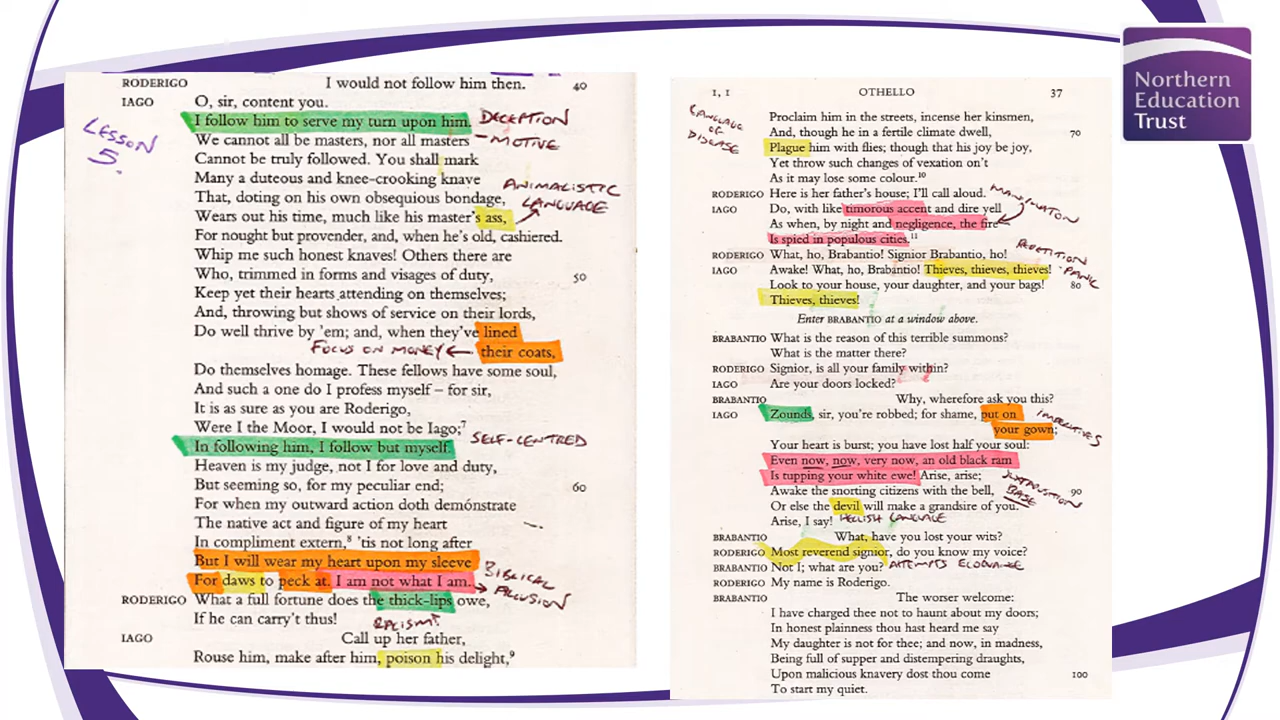 RODERIGO I would not follow him then. 40
IAGO O, sir, content you.
I follow him to serve my turn upon him. DECEPTION
LESSON
5.
We cannot all be masters, nor all masters - MOTIVE
Cannot be truly followed. You shall mark
Many a duteous and knee-crooking knave
ANIMALISTIC
LANGUAGE
That, doting on his own obsequious bondage,
Wears out his time, much like his master's ass,
For nought but provender, and, when he's old, cashiered.
Whip me such honest knaves! Others there are
Who, trimmed in forms and visages of duty, 50
Keep yet their hearts attending on themselves;
And, throwing but shows of service on their lords,
Do well thrive by 'em; and, when they've lined
FOCUS ON MONEY ← their coats,
Do themselves homage. These fellows have some soul,
And such a one do I profess myself – for sir,
It is as sure as you are Roderigo,
Were I the Moor, I would not be Iago;7
In following him, I follow but myself. SELF-CENTRED
Heaven is my judge, not I for love and duty,
But seeming so, for my peculiar end; 60
For when my outward action doth demónstrate
The native act and figure of my heart
In compliment extern,8 'tis not long after
But I will wear my heart upon my sleeve
For daws to peck at. I am not what I am. BIBLICAL
ALLUSION
RODERIGO What a full fortune does the thick-lips owe,
If he can carry't thus! RACISM
IAGO Call up her father,
Rouse him, make after him, poison his delight,9
I, 1 OTHELLO 37
LANGUAGE
OF
DISEASE
Proclaim him in the streets, incense her kinsmen,
And, though he in a fertile climate dwell, 70
Plague him with flies; though that his joy be joy,
Yet throw such changes of vexation on't
As it may lose some colour.10
RODERIGO Here is her father's house; I'll call aloud.
IAGO Do, with like timorous accent and dire yell
As when, by night and negligence, the fire
Is spied in populous cities.11
RODERIGO What, ho, Brabantio! Signior Brabantio, ho! REPETITION
IAGO Awake! What, ho, Brabantio! Thieves, thieves, thieves! PANIC
Look to your house, your daughter, and your bags! 80
Thieves, thieves!
Enter BRABANTIO at a window above.
BRABANTIO What is the reason of this terrible summons?
What is the matter there?
RODERIGO Signior, is all your family within?
IAGO Are your doors locked?
BRABANTIO Why, wherefore ask you this?
IAGO Zounds, sir, you're robbed; for shame, put on IMPERATIVES
your gown;
Your heart is burst; you have lost half your soul:
Even now, now, very now, an old black ram
Is tupping your white ewe! Arise, arise; JUXTAPOSITION
BASE
Awake the snorting citizens with the bell, 90
Or else the devil will make a grandsire of you.
Arise, I say! HELLISH LANGUAGE
BRABANTIO What, have you lost your wits?
RODERIGO Most reverend signior, do you know my voice?
BRABANTIO Not I; what are you? ATTEMPTS ELOQUENCE
RODERIGO My name is Roderigo.
BRABANTIO The worser welcome:
I have charged thee not to haunt about my doors;
In honest plainness thou hast heard me say
My daughter is not for thee; and now, in madness,
Being full of supper and distempering draughts,
Upon malicious knavery dost thou come 100
To start my quiet.
Northern
Education
Trust